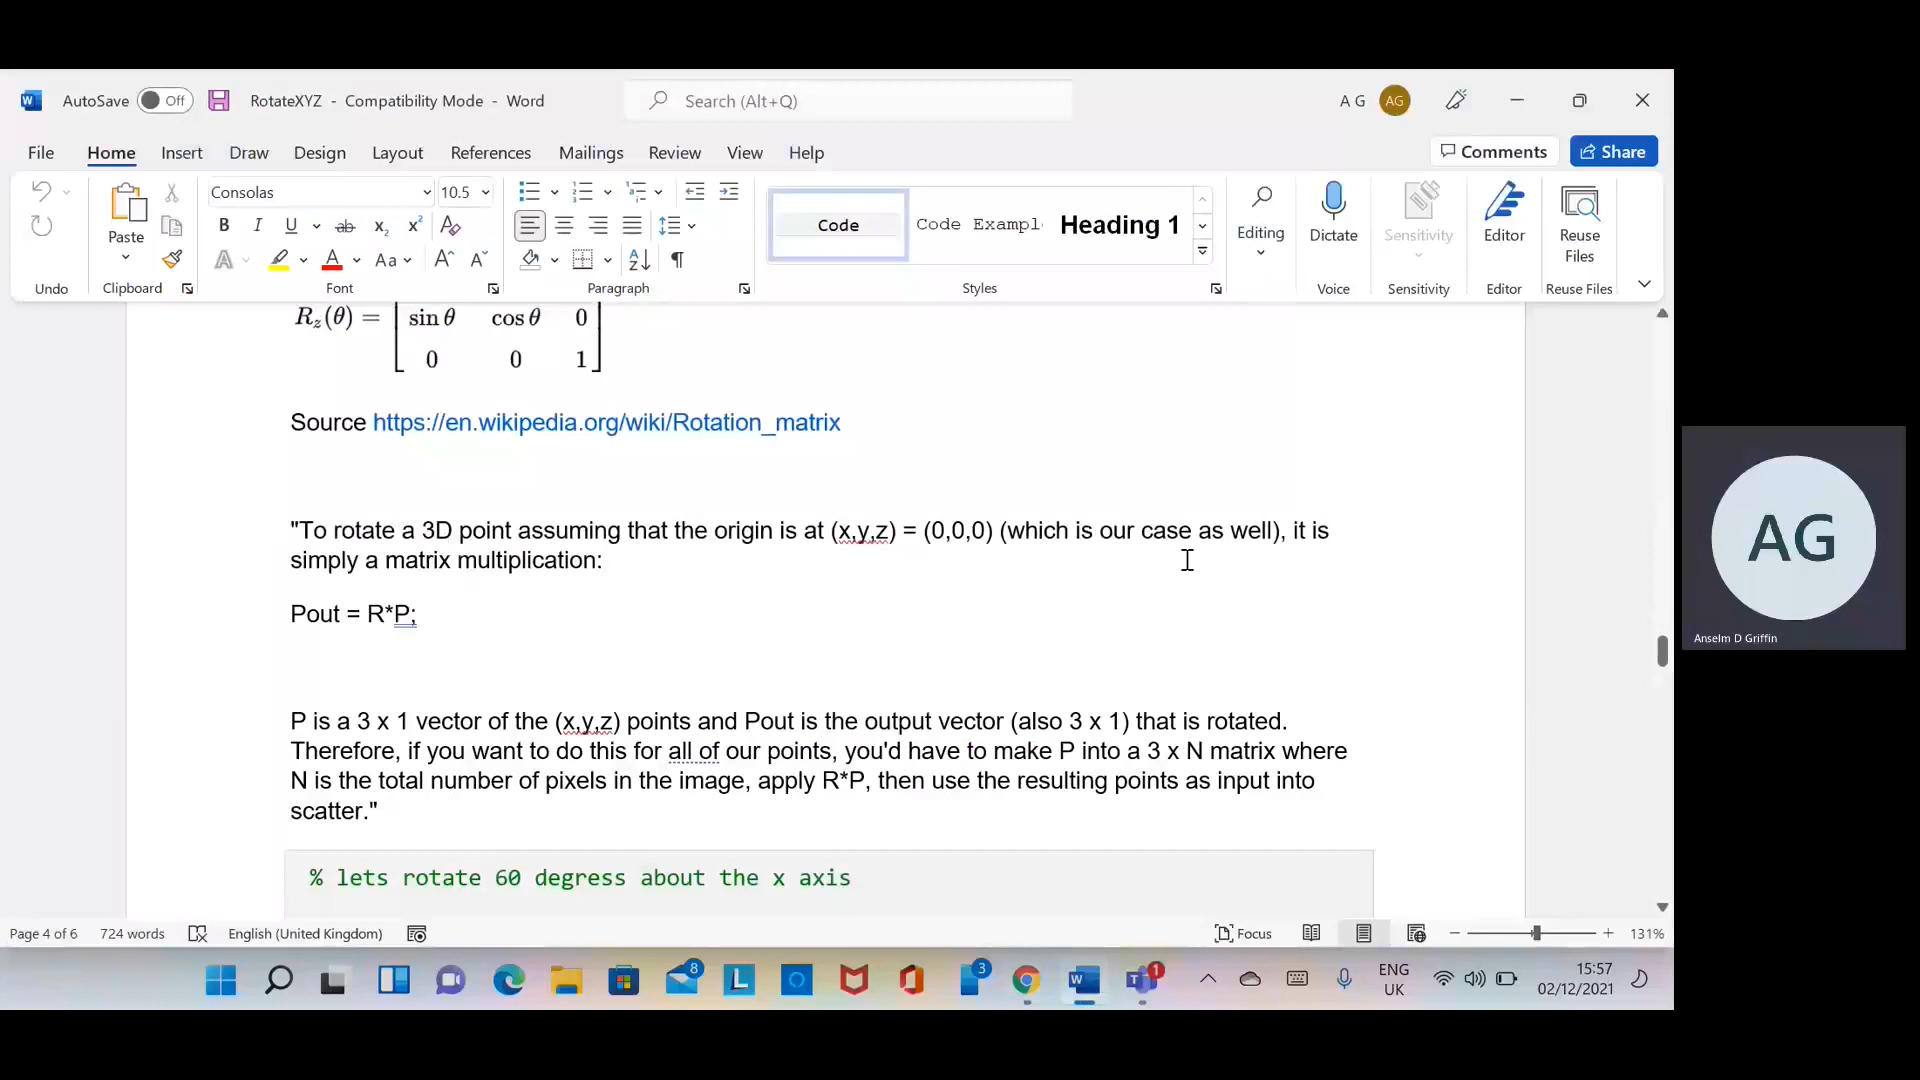 AutoSave Off RotateXYZ - Compatibility Mode - Word Search (Alt+Q) A G AG
File Home Insert Draw Design Layout References Mailings Review View Help Comments Share
Consolas 10.5
Paste B I U ab x₂ x² A Aa A A Code Code Exampl Heading 1 Editing Dictate Sensitivity Editor Reuse Files
Undo Clipboard Font Paragraph Styles Voice Sensitivity Editor Reuse Files
R_z(θ) = sin θ cos θ 0
0 0 1
Source https://en.wikipedia.org/wiki/Rotation_matrix
"To rotate a 3D point assuming that the origin is at (x,y,z) = (0,0,0) (which is our case as well), it is
simply a matrix multiplication:
Pout = R*P;
P is a 3 x 1 vector of the (x,y,z) points and Pout is the output vector (also 3 x 1) that is rotated.
Therefore, if you want to do this for all of our points, you'd have to make P into a 3 x N matrix where
N is the total number of pixels in the image, apply R*P, then use the resulting points as input into
scatter."
% lets rotate 60 degress about the x axis
AG
Anselm D Griffin
Page 4 of 6 724 words English (United Kingdom) Focus 131%
8 L 3 W 1 ENG
UK 15:57
02/12/2021